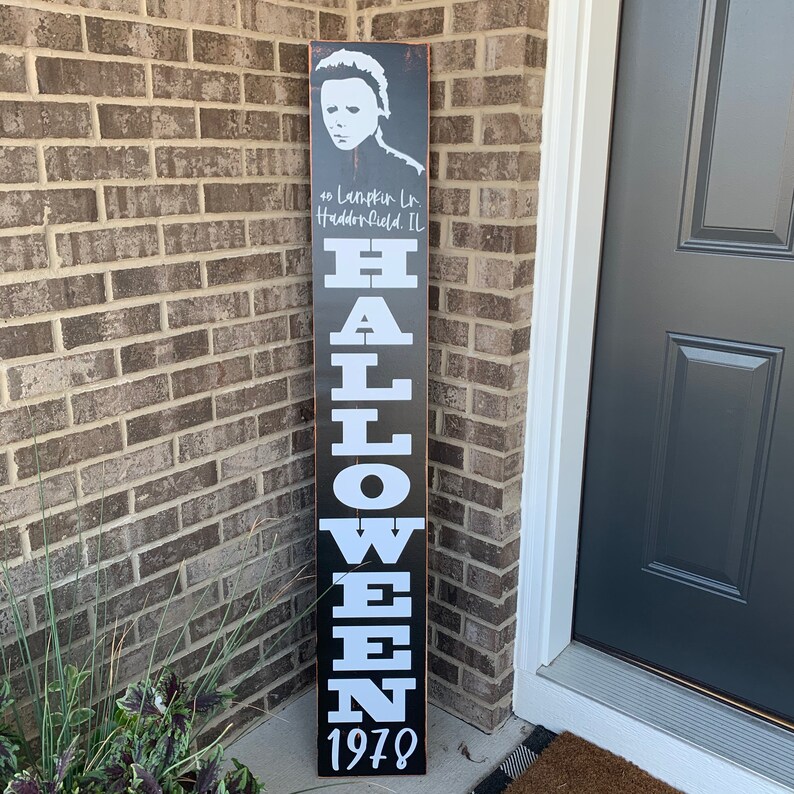 45 Lampkin Ln.
Haddonfield, IL
HALLOWEEN
1978